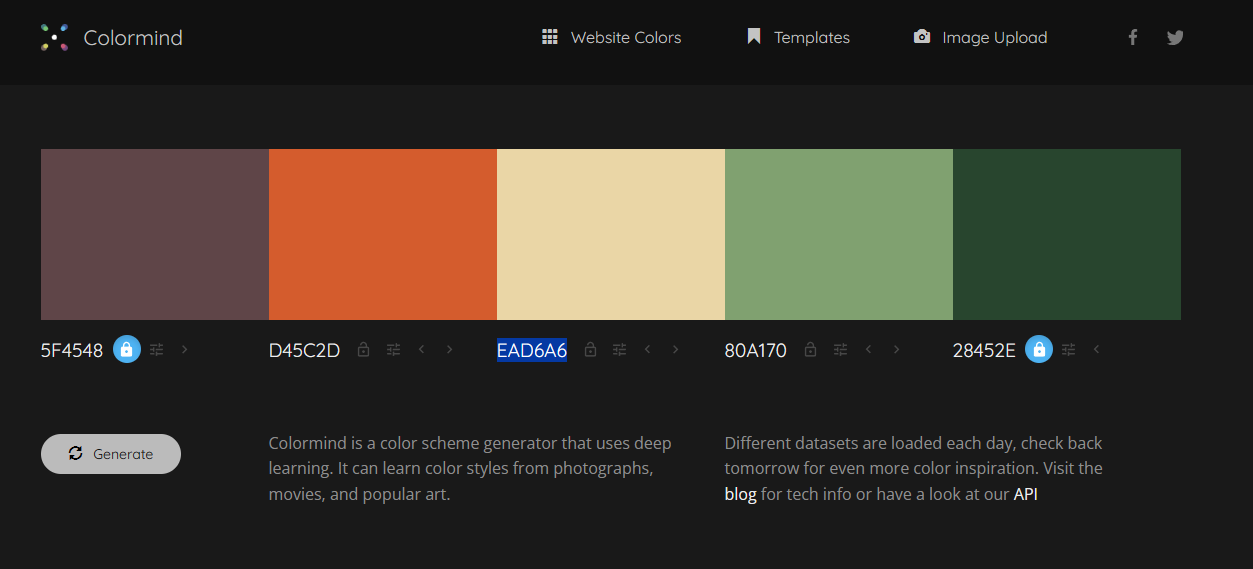 Colormind
Website Colors
Templates
Image Upload
5F4548
D45C2D
EAD6A6
80A170
28452E
Generate
Colormind is a color scheme generator that uses deep
learning. It can learn color styles from photographs,
movies, and popular art.
Different datasets are loaded each day, check back
tomorrow for even more color inspiration. Visit the
blog for tech info or have a look at our API